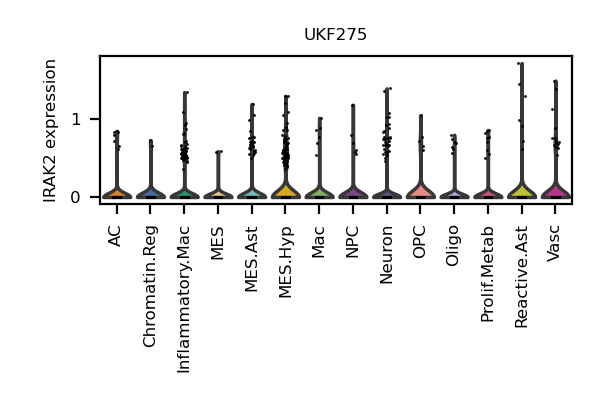 UKF275
IRAK2 expression
1
0
AC
Chromatin.Reg
Inflammatory.Mac
MES
MES.Ast
MES.Hyp
Mac
NPC
Neuron
OPC
Oligo
Prolif.Metab
Reactive.Ast
Vasc